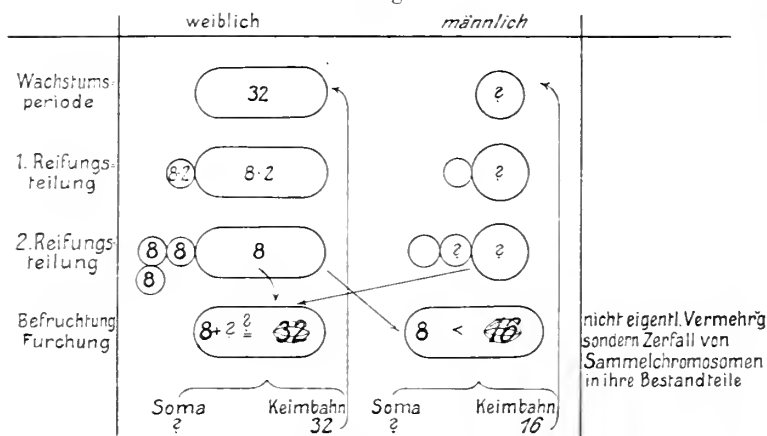 weiblich männlich
Wachstums-
periode
32 ?
1. Reifungs-
teilung
8·2 8·2 ?
2. Reifungs-
teilung
8 8 8 ? ?
8
Befruchtung
Furchung
8+ ? ?= 32 8 < 16
nicht eigentl. Vermehr'g
sondern Zerfall von
Sammelchromosomen
in ihre Bestandteile
Soma Keimbahn Soma Keimbahn
? 32 ? 16